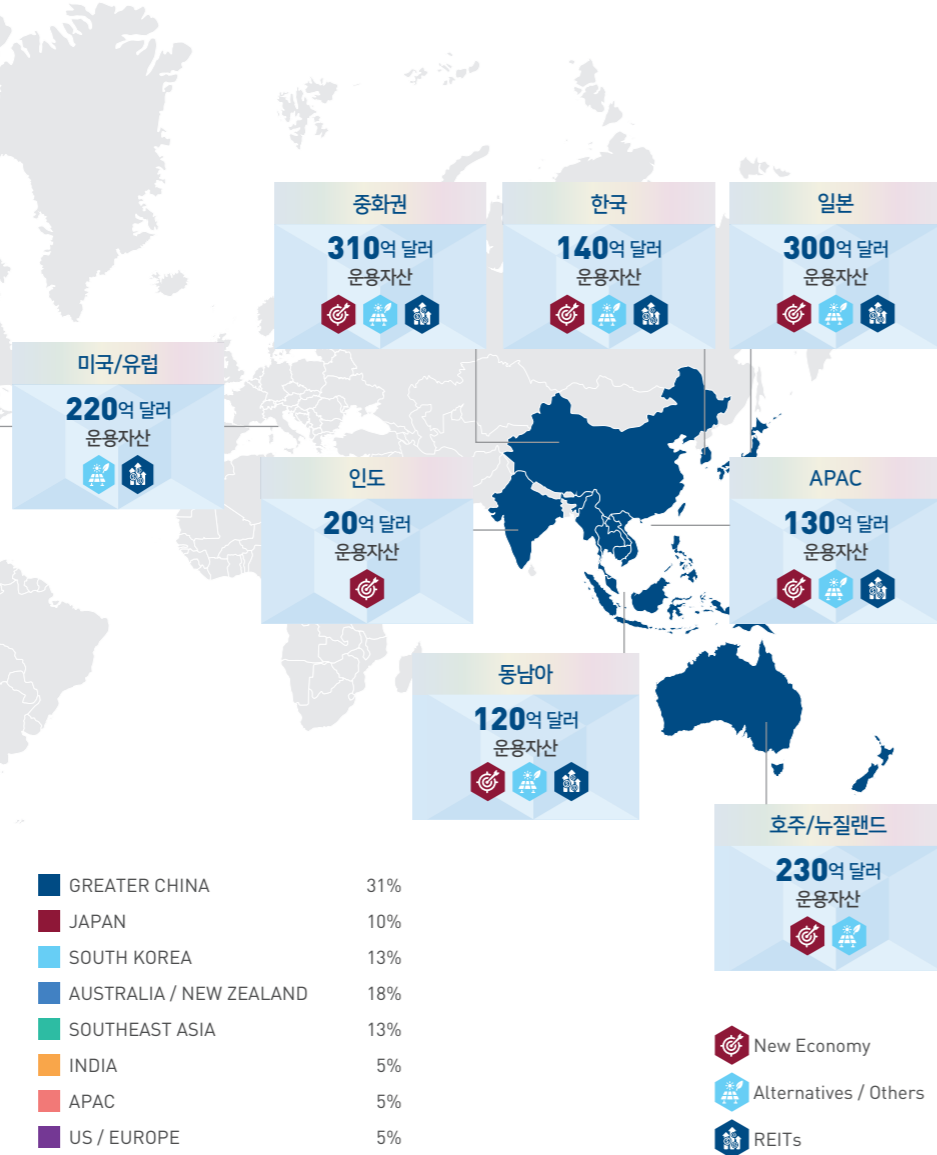 중화권
310억 달러
운용자산
한국
140억 달러
운용자산
일본
300억 달러
운용자산
미국/유럽
220억 달러
운용자산
인도
20억 달러
운용자산
APAC
130억 달러
운용자산
동남아
120억 달러
운용자산
호주/뉴질랜드
230억 달러
운용자산
GREATER CHINA 31%
JAPAN 10%
SOUTH KOREA 13%
AUSTRALIA / NEW ZEALAND 18%
SOUTHEAST ASIA 13%
INDIA 5%
APAC 5%
US / EUROPE 5%
New Economy
Alternatives / Others
REITs